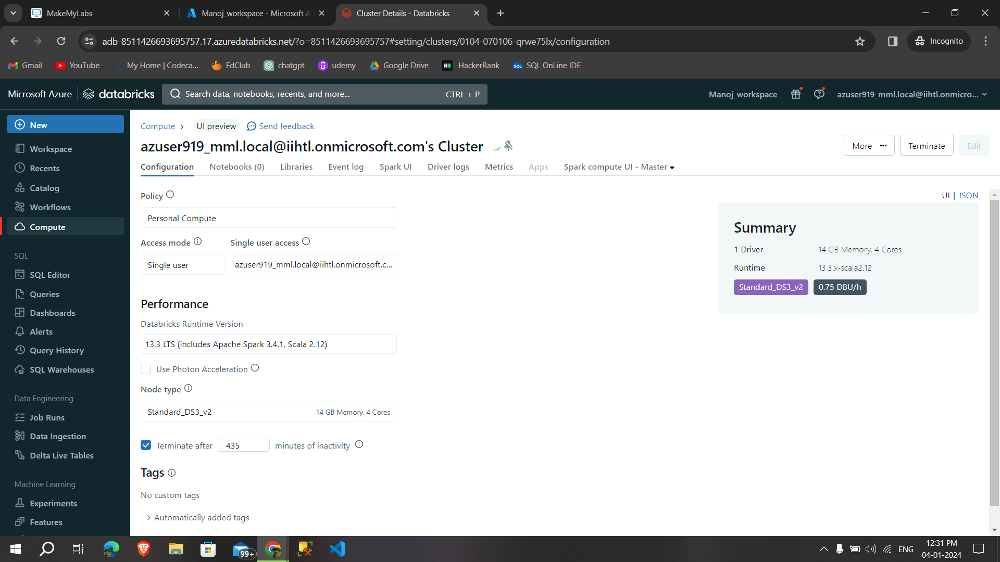 MakeMyLabs
Manoj_workspace - Microsoft A
Cluster Details - Databricks
adb-8511426693695757.17.azuredatabricks.net/?o=8511426693695757#setting/clusters/0104-070106-qrwe75lx/configuration
Incognito
Gmail
YouTube
My Home | Codeca...
EdClub
chatgpt
udemy
Google Drive
HackerRank
SQL OnLine IDE
Microsoft Azure
databricks
Search data, notebooks, recents, and more...
CTRL + P
Manoj_workspace
azuser919_mml.local@iihtl.onmicro...
New
Workspace
Recents
Catalog
Workflows
Compute
SQL
SQL Editor
Queries
Dashboards
Alerts
Query History
SQL Warehouses
Data Engineering
Job Runs
Data Ingestion
Delta Live Tables
Machine Learning
Experiments
Features
Compute
UI preview
Send feedback
azuser919_mml.local@iihtl.onmicrosoft.com's Cluster
More
Terminate
Edit
Configuration
Notebooks (0)
Libraries
Event log
Spark UI
Driver logs
Metrics
Apps
Spark compute UI - Master
UI | JSON
Policy
Personal Compute
Access mode
Single user access
Single user
azuser919_mml.local@iihtl.onmicrosoft.c...
Performance
Databricks Runtime Version
13.3 LTS (includes Apache Spark 3.4.1, Scala 2.12)
Use Photon Acceleration
Node type
Standard_DS3_v2
14 GB Memory, 4 Cores
Terminate after 435 minutes of inactivity
Tags
No custom tags
Automatically added tags
Summary
1 Driver
14 GB Memory, 4 Cores
Runtime
13.3.x-scala2.12
Standard_DS3_v2
0.75 DBU/h
99+
ENG
12:31 PM
04-01-2024